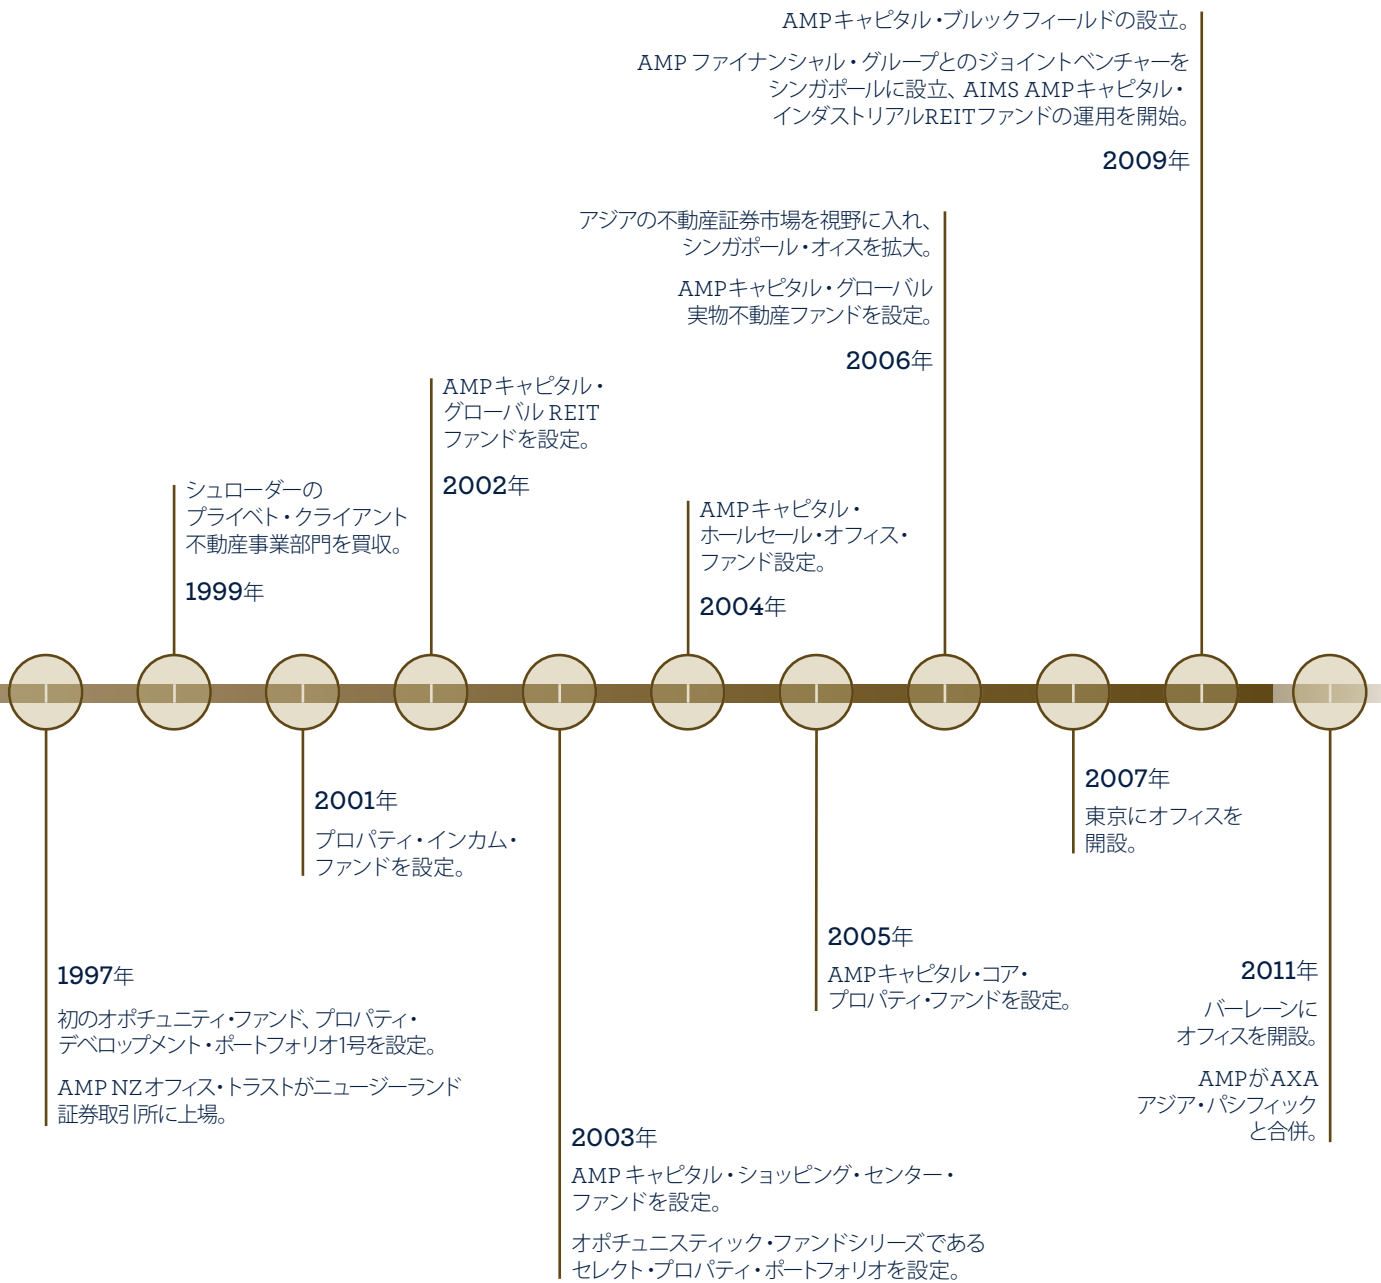 AMPキャピタル・ブルックフィールドの設立。
AMP ファイナンシャル・グループとのジョイントベンチャーを
シンガポールに設立、AIMS AMPキャピタル・
インダストリアルREITファンドの運用を開始。
2009年
アジアの不動産証券市場を視野に入れ、
シンガポール・オィスを拡大。
AMPキャピタル・グローバル
実物不動産ファンドを設定。
2006年
AMPキャピタル・
グローバル REIT
ファンドを設定。
2002年
シュローダーの
プライベト・クライアント
不動産事業部門を買収。
1999年
AMPキャピタル・
ホールセール・オフィス・
ファンド設定。
2004年
2001年
プロパティ・インカム・
ファンドを設定。
2007年
東京にオフィスを
開設。
1997年
初のオポチュニティ・ファンド、プロパティ・
デベロップメント・ポートフォリオ1号を設定。
AMP NZオフィス・トラストがニュージーランド
証券取引所に上場。
2005年
AMPキャピタル・コア・
プロパティ・ファンドを設定。
2011年
バーレーンに
オフィスを開設。
AMPがAXA
アジア・パシフィック
と合併。
2003年
AMP キャピタル・ショッピング・センター・
ファンドを設定。
オポチュニスティック・ファンドシリーズである
セレクト・プロパティ・ポートフォリオを設定。